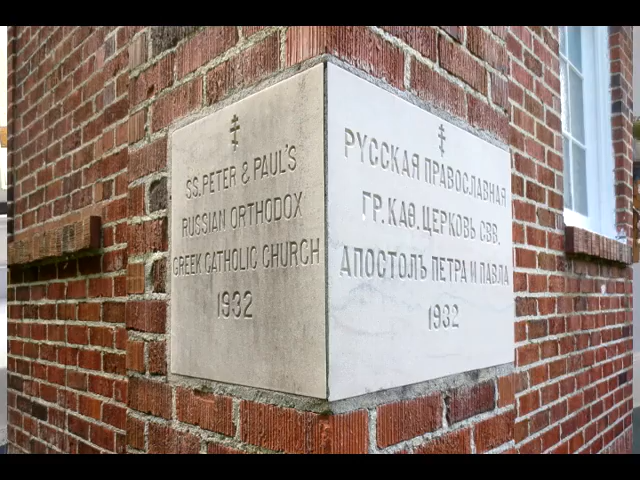 SS. PETER & PAUL'S
RUSSIAN ORTHODOX
GREEK CATHOLIC CHURCH
1932
РУССКАЯ ПРАВОСЛАВНАЯ
ГР. КАѲ. ЦЕРКОВЬ СВВ.
АПОСТОЛЪ ПЕТРА И ПАВЛА
1932